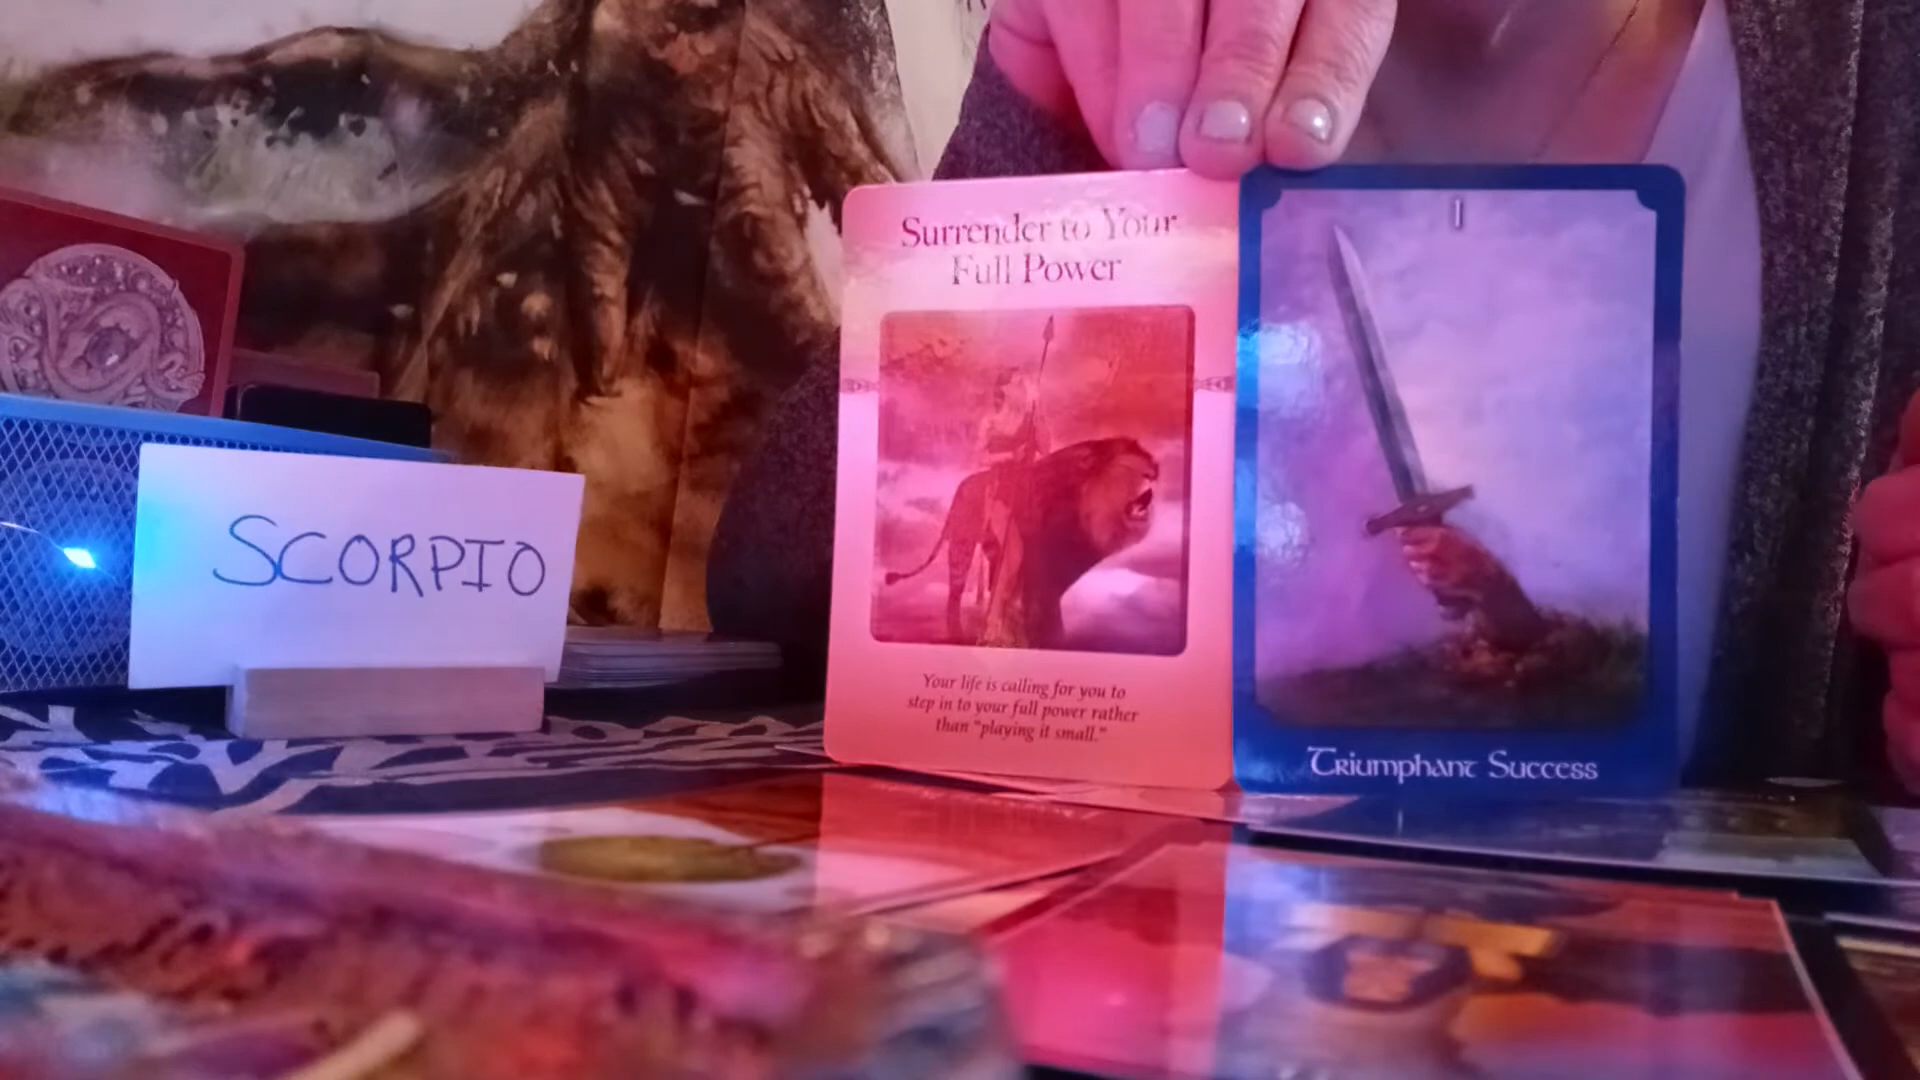 SCORPIO
Surrender to Your
Full Power
Your life is calling for you to
step in to your full power rather
than "playing it small."
I
Triumphant Success